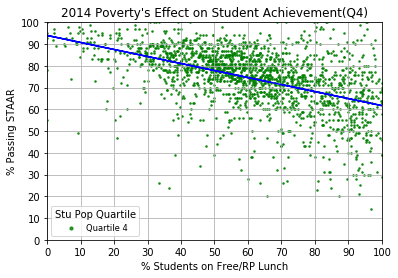 2014 Poverty's Effect on Student Achievement(Q4)
% Passing STAAR
100
90
80
70
60
50
40
30
20
10
0
Stu Pop Quartile
Quartile 4
0 10 20 30 40 50 60 70 80 90 100
% Students on Free/RP Lunch